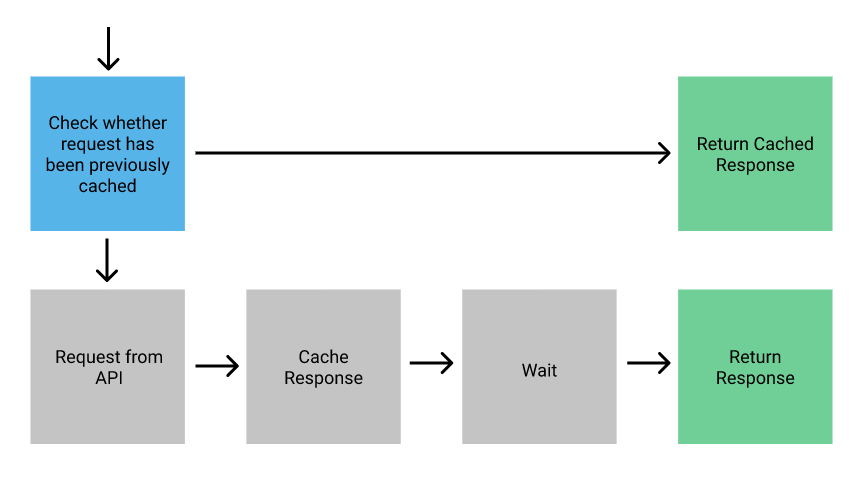 Check whether
request has
been previously
cached
Return Cached
Response
Request from
API
Cache
Response
Wait
Return
Response